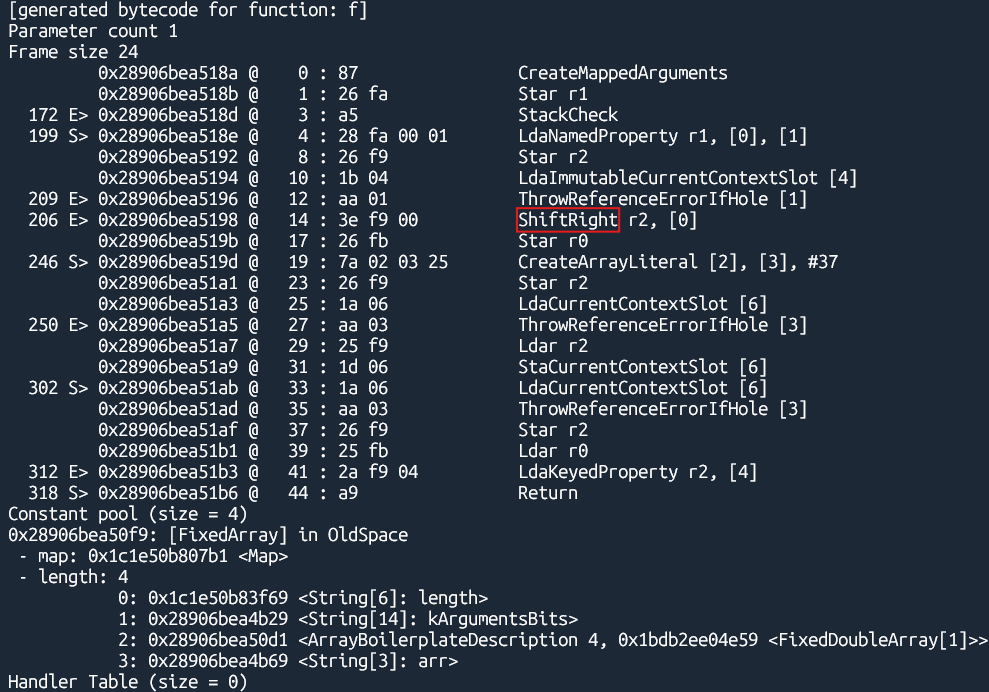 [generated bytecode for function: f]
Parameter count 1
Frame size 24
0x28906bea518a @ 0 : 87 CreateMappedArguments
0x28906bea518b @ 1 : 26 fa Star r1
172 E> 0x28906bea518d @ 3 : a5 StackCheck
199 S> 0x28906bea518e @ 4 : 28 fa 00 01 LdaNamedProperty r1, [0], [1]
0x28906bea5192 @ 8 : 26 f9 Star r2
0x28906bea5194 @ 10 : 1b 04 LdaImmutableCurrentContextSlot [4]
209 E> 0x28906bea5196 @ 12 : aa 01 ThrowReferenceErrorIfHole [1]
206 E> 0x28906bea5198 @ 14 : 3e f9 00 ShiftRight r2, [0]
0x28906bea519b @ 17 : 26 fb Star r0
246 S> 0x28906bea519d @ 19 : 7a 02 03 25 CreateArrayLiteral [2], [3], #37
0x28906bea51a1 @ 23 : 26 f9 Star r2
0x28906bea51a3 @ 25 : 1a 06 LdaCurrentContextSlot [6]
250 E> 0x28906bea51a5 @ 27 : aa 03 ThrowReferenceErrorIfHole [3]
0x28906bea51a7 @ 29 : 25 f9 Ldar r2
0x28906bea51a9 @ 31 : 1d 06 StaCurrentContextSlot [6]
302 S> 0x28906bea51ab @ 33 : 1a 06 LdaCurrentContextSlot [6]
0x28906bea51ad @ 35 : aa 03 ThrowReferenceErrorIfHole [3]
0x28906bea51af @ 37 : 26 f9 Star r2
0x28906bea51b1 @ 39 : 25 fb Ldar r0
312 E> 0x28906bea51b3 @ 41 : 2a f9 04 LdaKeyedProperty r2, [4]
318 S> 0x28906bea51b6 @ 44 : a9 Return
Constant pool (size = 4)
0x28906bea50f9: [FixedArray] in OldSpace
- map: 0x1c1e50b807b1 <Map>
- length: 4
0: 0x1c1e50b83f69 <String[6]: length>
1: 0x28906bea4b29 <String[14]: kArgumentsBits>
2: 0x28906bea50d1 <ArrayBoilerplateDescription 4, 0x1bdb2ee04e59 <FixedDoubleArray[1]>>
3: 0x28906bea4b69 <String[3]: arr>
Handler Table (size = 0)